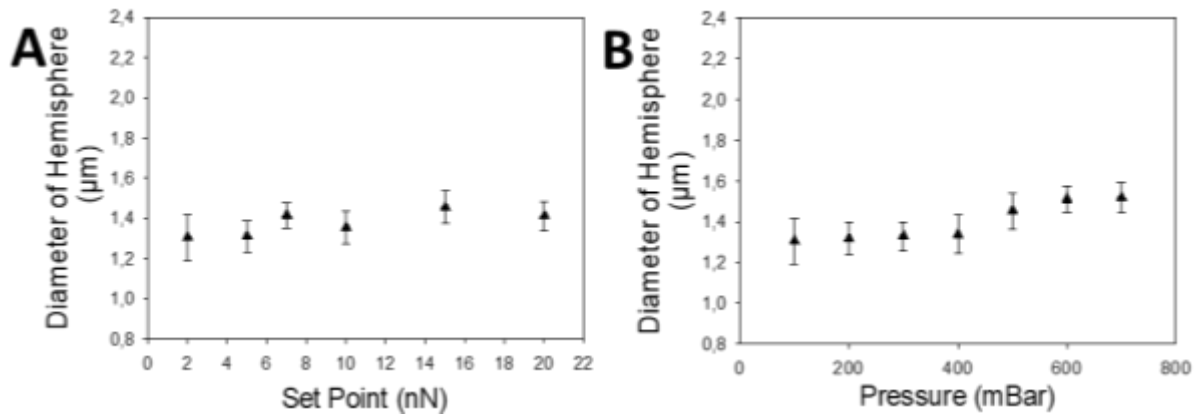 A
Diameter of Hemisphere
(µm)
2,4
2,2
2,0
1,8
1,6
1,4
1,2
1,0
0,8
0 2 4 6 8 10 12 14 16 18 20 22
Set Point (nN)
B
Diameter of Hemisphere
(µm)
2,4
2,2
2,0
1,8
1,6
1,4
1,2
1,0
0,8
0 200 400 600 800
Pressure (mBar)